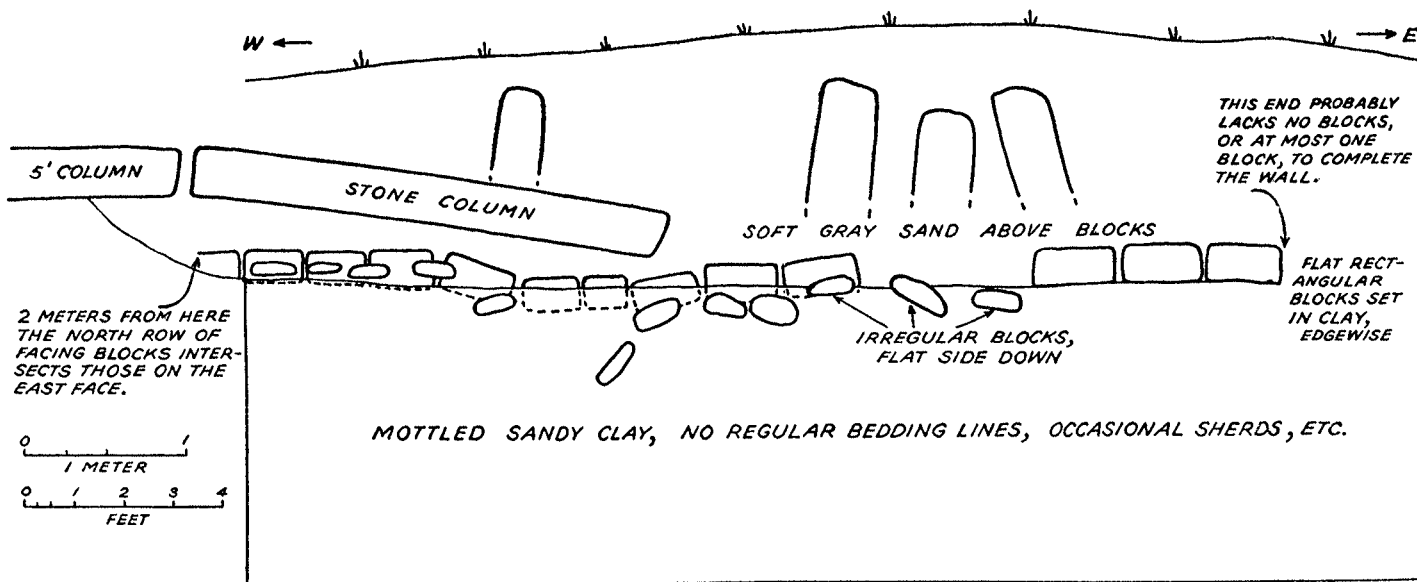 W
E
THIS END PROBABLY
LACKS NO BLOCKS,
OR AT MOST ONE
BLOCK, TO COMPLETE
THE WALL.
5' COLUMN
STONE COLUMN
SOFT GRAY SAND ABOVE BLOCKS
FLAT RECT-
ANGULAR
BLOCKS SET
IN CLAY,
EDGEWISE
2 METERS FROM HERE
THE NORTH ROW OF
FACING BLOCKS INTER-
SECTS THOSE ON THE
EAST FACE.
IRREGULAR BLOCKS,
FLAT SIDE DOWN
MOTTLED SANDY CLAY, NO REGULAR BEDDING LINES, OCCASIONAL SHERDS, ETC.
0 1
1 METER
0 1 2 3 4
FEET